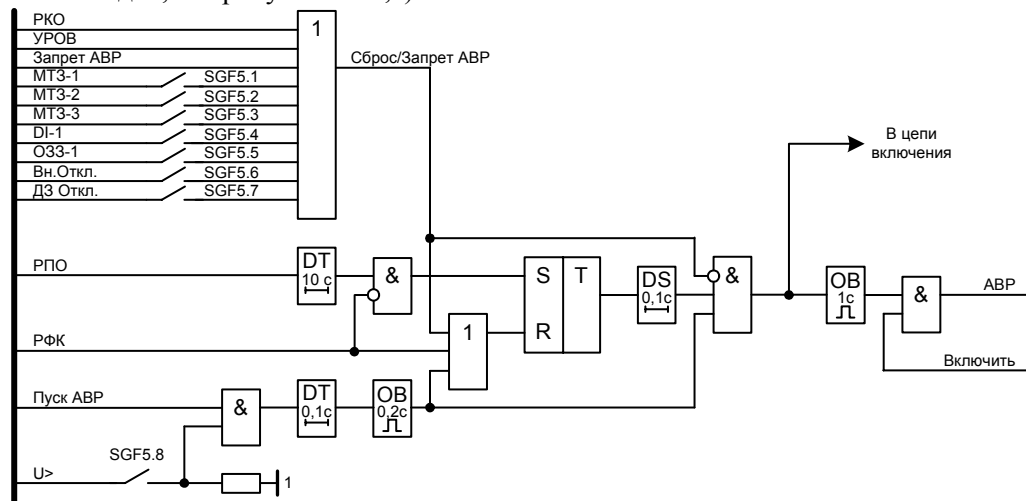 РКО
УРОВ
Запрет АВР
МТЗ-1 SGF5.1
МТЗ-2 SGF5.2
МТЗ-3 SGF5.3
DI-1 SGF5.4
ОЗЗ-1 SGF5.5
Вн.Откл. SGF5.6
ДЗ Откл. SGF5.7
1
Сброс/Запрет АВР
В цепи
включения
РПО
DT
10 с
&
S T
R
DS
0,1с
&
ОВ
1с
&
АВР
Включить
РФК
1
Пуск АВР
&
DT
0,1с
ОВ
0,2с
SGF5.8
U>
1